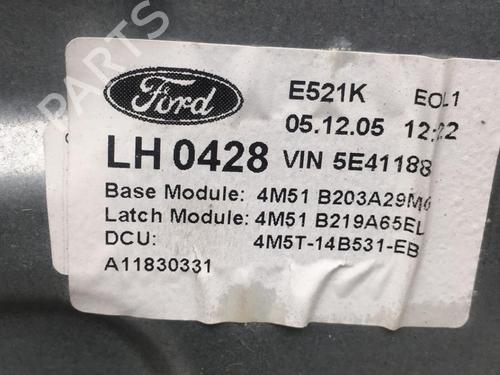 Ford
E521K EOL1
05.12.05 12:22
LH 0428 VIN 5E41188
Base Module: 4M51 B203A29M
Latch Module: 4M51 B219A65EL
DCU: 4M5T-14B531-EB
A11830331